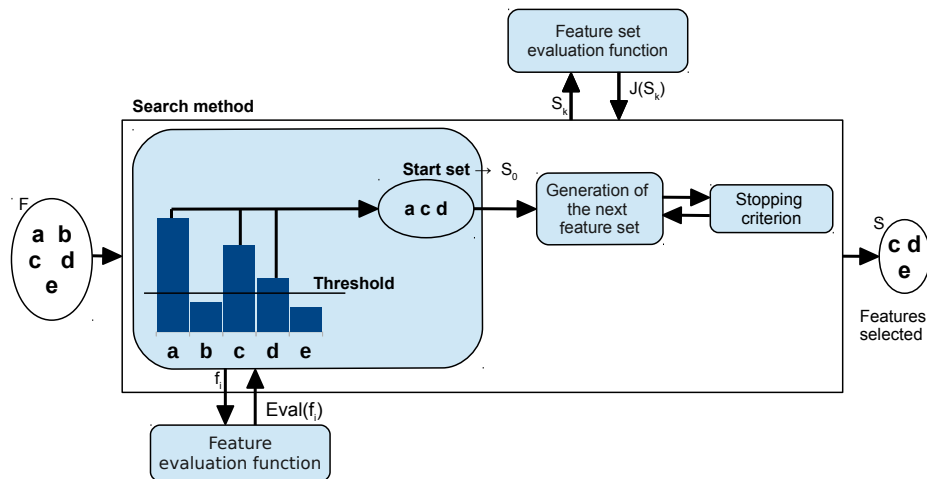 Feature set
evaluation function
S_k
J(S_k)
Search method
Start set → S_0
F
a b
c d
e
a c d
Generation of
the next
feature set
Stopping
criterion
S
c d
e
Threshold
Features
selected
a b c d e
f_i
Eval(f_i)
Feature
evaluation function